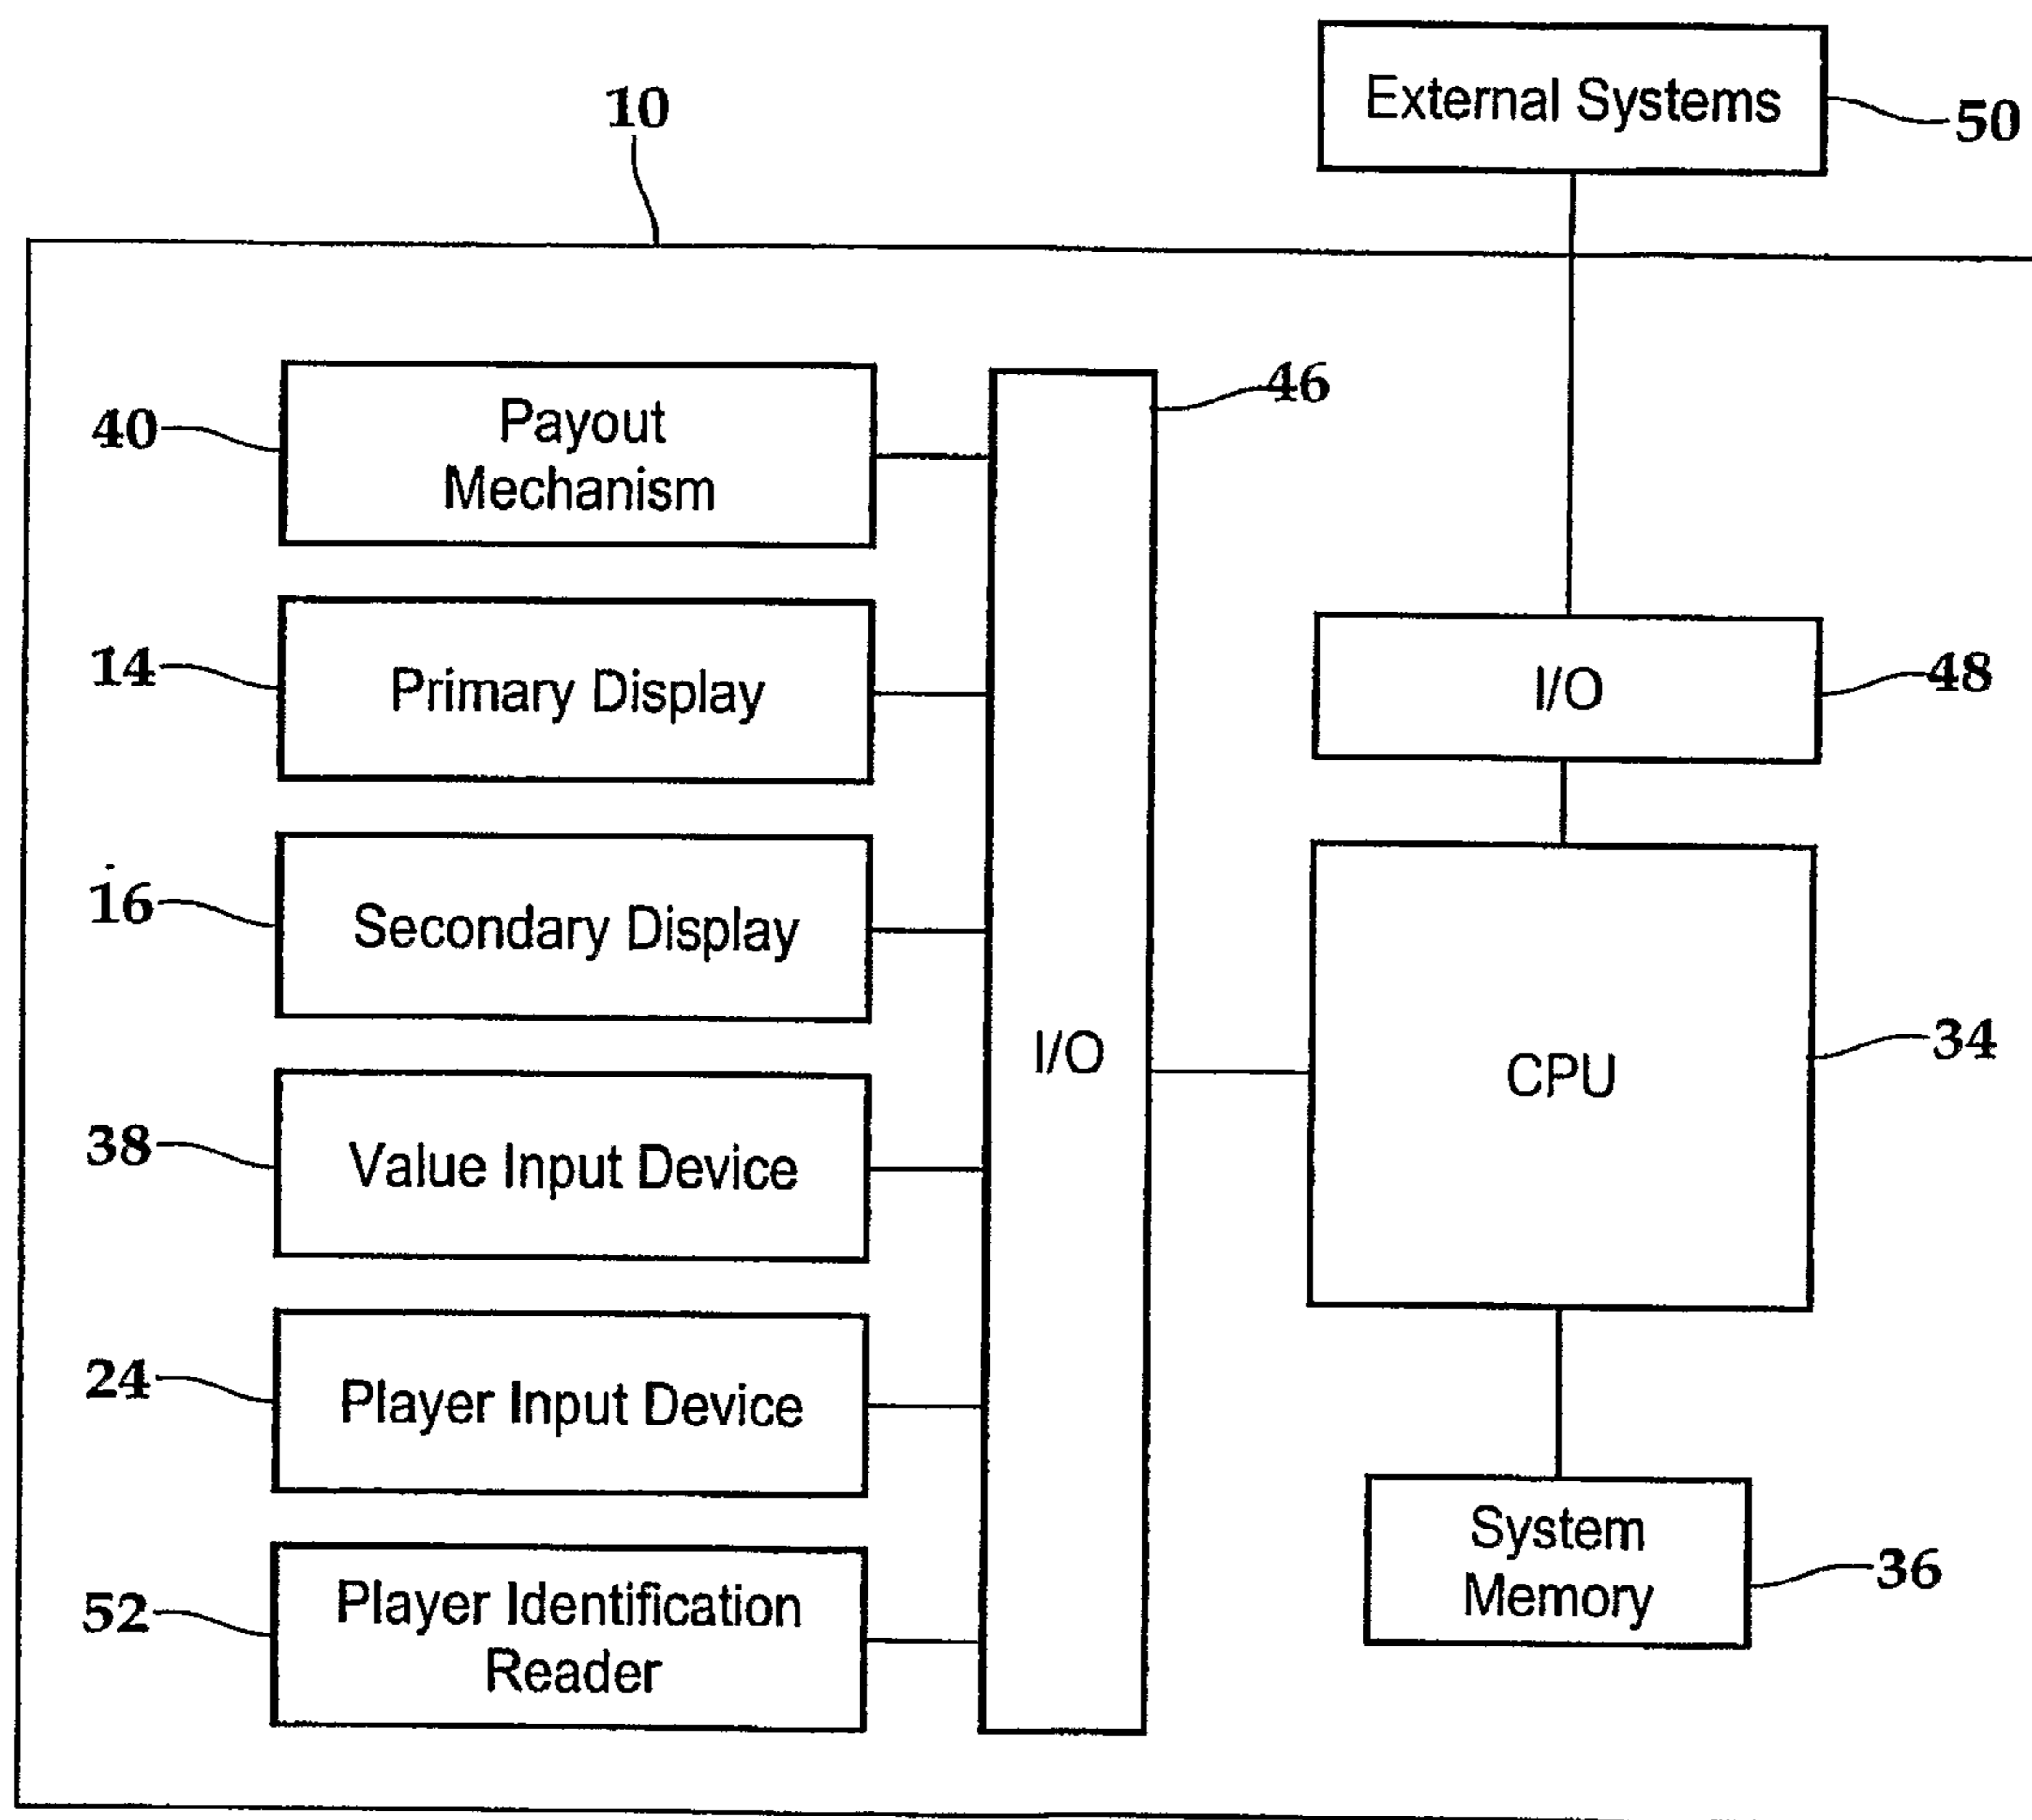 External Systems
50
10
46
40
Payout
Mechanism
14
Primary Display
I/O
48
16
Secondary Display
I/O
CPU
34
38
Value Input Device
24
Player Input Device
System
Memory
36
52
Player Identification
Reader